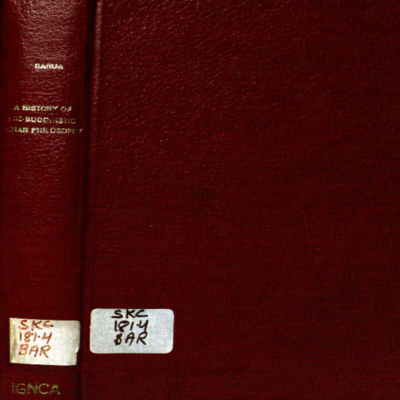 BARUA
A HISTORY OF
PRE-BUDDHISTIC
INDIAN PHILOSOPHY
SKC
181.4
BAR
IGNCA
SKC
181.4
BAR